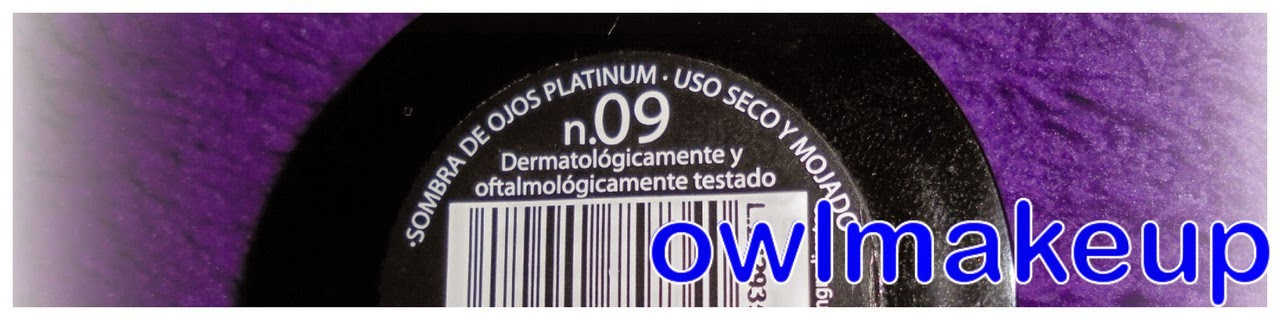 ·SOMBRA DE OJOS PLATINUM · USO SECO Y MOJADO
n.09
Dermatológicamente y
oftalmológicamente testado
owlmakeup